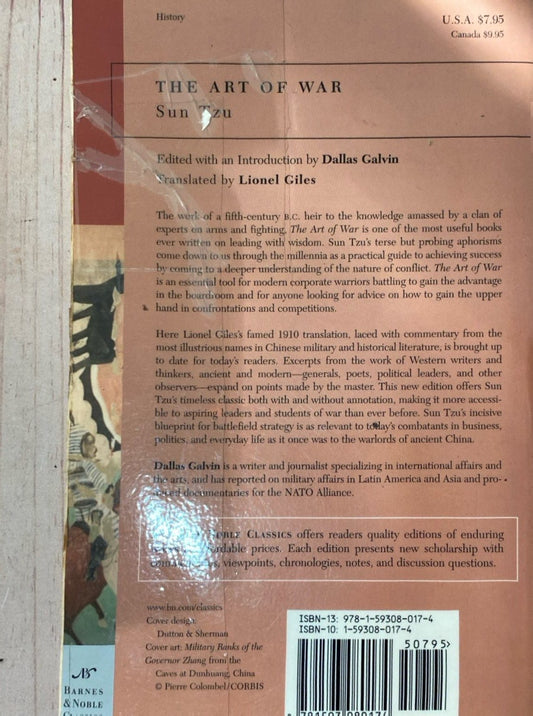 History
U.S.A. $7.95
Canada $9.95
THE ART OF WAR
Sun Tzu
Edited with an Introduction by Dallas Galvin
Translated by Lionel Giles
The work of a fifth-century B.C. heir to the knowledge amassed by a clan of
experts on arms and fighting, The Art of War is one of the most useful books
ever written on leading with wisdom. Sun Tzu's terse but probing aphorisms
come down to us through the millennia as a practical guide to achieving success
by coming to a deeper understanding of the nature of conflict. The Art of War
is an essential tool for modern corporate warriors battling to gain the advantage
in the boardroom and for anyone looking for advice on how to gain the upper
hand in confrontations and competitions.
Here Lionel Giles's famed 1910 translation, laced with commentary from the
most illustrious names in Chinese military and historical literature, is brought up
to date for today's readers. Excerpts from the work of Western writers and
thinkers, ancient and modern—generals, poets, political leaders, and other
observers—expand on points made by the master. This new edition offers Sun
Tzu's timeless classic both with and without annotation, making it more accessi-
ble to aspiring leaders and students of war than ever before. Sun Tzu's incisive
blueprint for battlefield strategy is as relevant to today's combatants in business,
politics, and everyday life as it once was to the warlords of ancient China.
Dallas Galvin is a writer and journalist specializing in international affairs and
the arts, and has reported on military affairs in Latin America and Asia and pro-
duced documentaries for the NATO Alliance.
NOBLE CLASSICS offers readers quality editions of enduring
prices. Each edition presents new scholarship with
viewpoints, chronologies, notes, and discussion questions.
www.bn.com/classics
Cover design:
Dutton & Sherman
Cover art: Military Banks of the
Governor Zhang from the
Caves at Dunhuang, China
© Pierre Colombel/CORBIS
ISBN-13: 978-1-59308-017-4
ISBN-10: 1-59308-017-4
50795>
BN
BARNES
& NOBLE